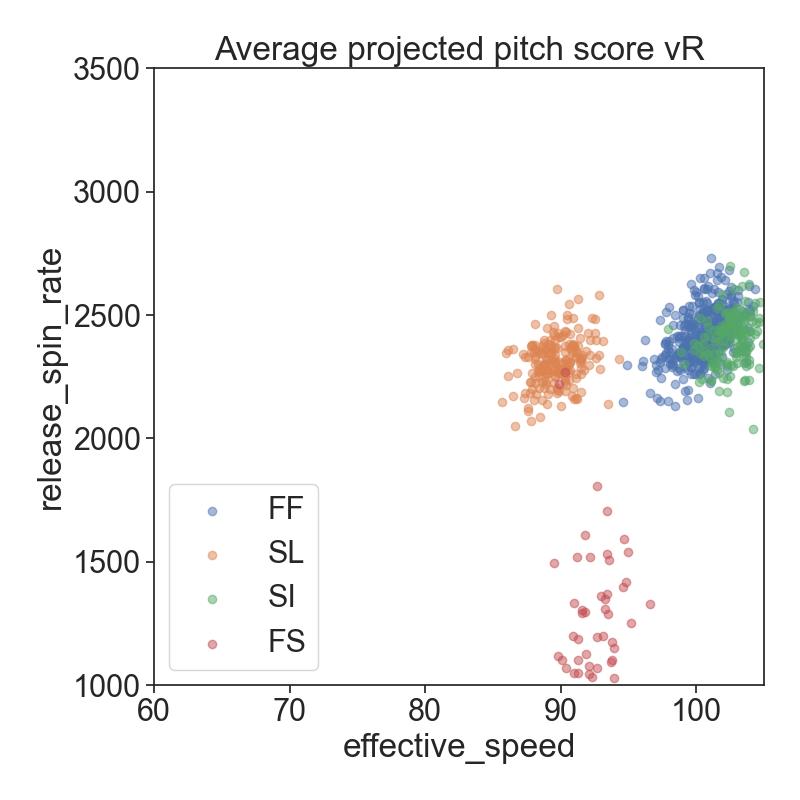 Average projected pitch score vR
3500
3000
2500
2000
1500
1000
release_spin_rate
FF
SL
SI
FS
60 70 80 90 100
effective_speed